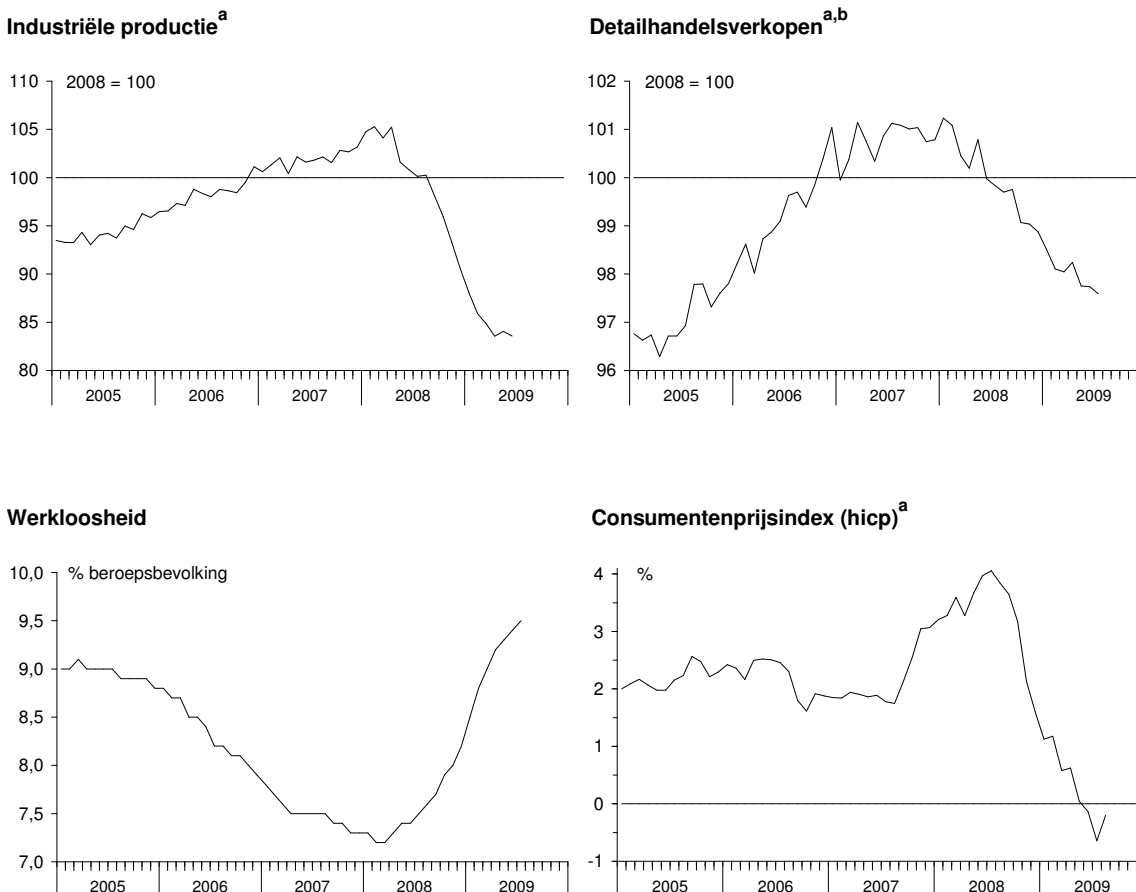 Industriële productie^a
2008 = 100
110
105
100
95
90
85
80
2005 2006 2007 2008 2009
Detailhandelsverkopen^a,b
2008 = 100
102
101
100
99
98
97
96
2005 2006 2007 2008 2009
Werkloosheid
% beroepsbevolking
10,0
9,5
9,0
8,5
8,0
7,5
7,0
2005 2006 2007 2008 2009
Consumentenprijsindex (hicp)^a
%
4
3
2
1
0
-1
2005 2006 2007 2008 2009